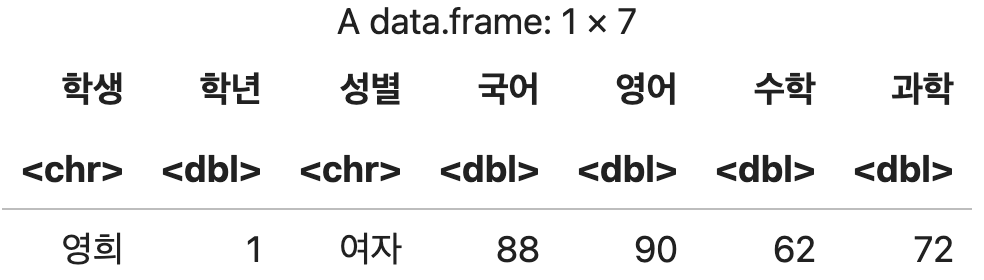 A data.frame: 1 × 7
학생 학년 성별 국어 영어 수학 과학
<chr> <dbl> <chr> <dbl> <dbl> <dbl> <dbl>
영희 1 여자 88 90 62 72